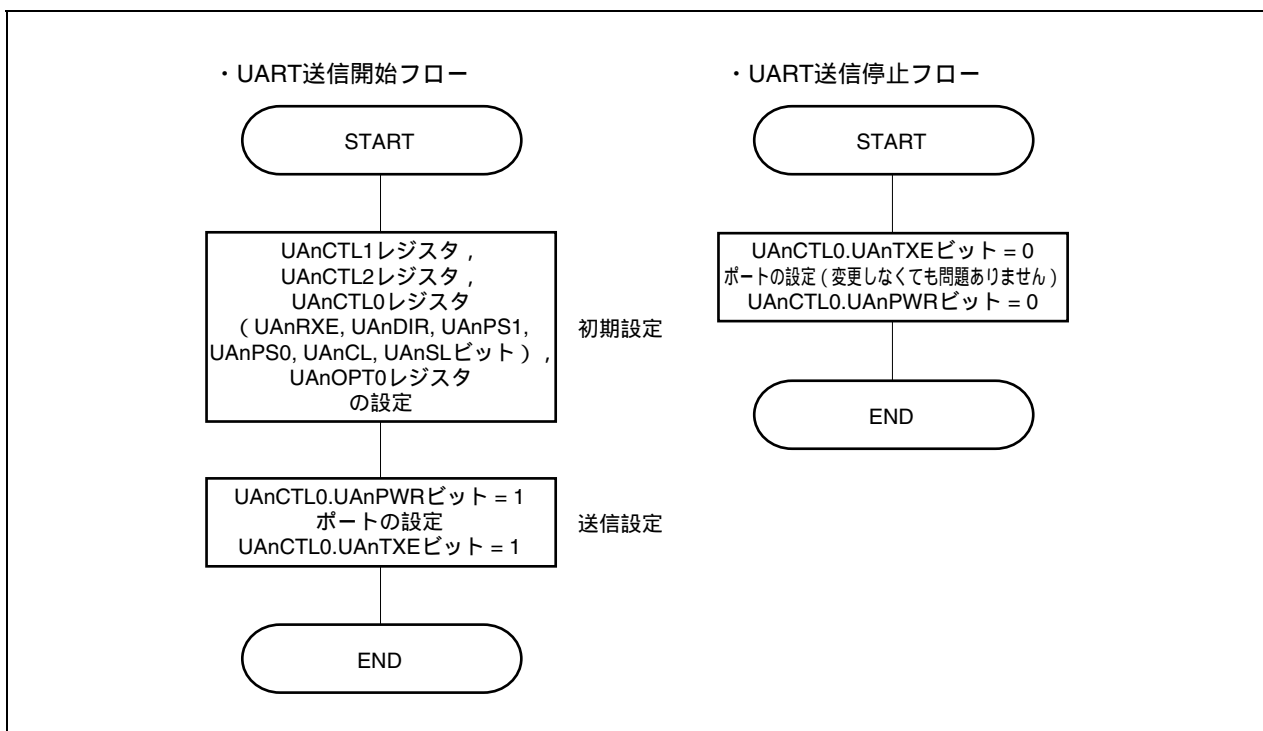 ・UART送信開始フロー
START
UAnCTL1レジスタ，
UAnCTL2レジスタ，
UAnCTL0レジスタ
（UAnRXE, UAnDIR, UAnPS1,
UAnPS0, UAnCL, UAnSLビット），
UAnOPT0レジスタ
の設定
初期設定
UAnCTL0.UAnPWRビット = 1
ポートの設定
UAnCTL0.UAnTXEビット = 1
送信設定
END
・UART送信停止フロー
START
UAnCTL0.UAnTXEビット = 0
ポートの設定（変更しなくても問題ありません）
UAnCTL0.UAnPWRビット = 0
END